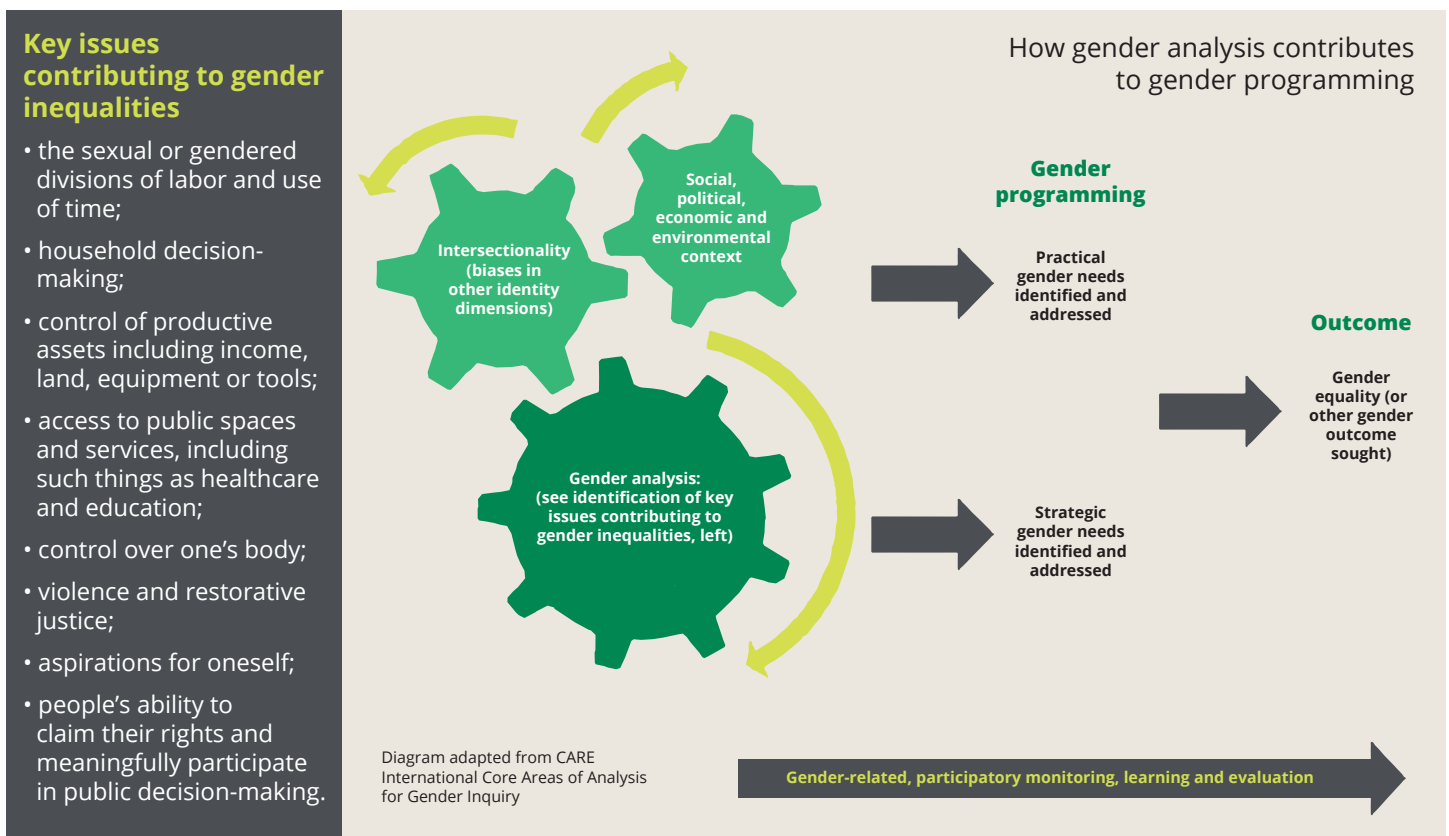 Key issues
contributing to gender
inequalities
• the sexual or gendered
divisions of labor and use
of time;
• household decision-
making;
• control of productive
assets including income,
land, equipment or tools;
• access to public spaces
and services, including
such things as healthcare
and education;
• control over one’s body;
• violence and restorative
justice;
• aspirations for oneself;
• people’s ability to
claim their rights and
meaningfully participate
in public decision-making.
How gender analysis contributes
to gender programming
Intersectionality
(biases in
other identity
dimensions)
Social,
political,
economic and
environmental
context
Gender analysis:
(see identification of key
issues contributing to
gender inequalities, left)
Gender
programming
Practical
gender needs
identified and
addressed
Strategic
gender needs
identified and
addressed
Outcome
Gender
equality (or
other gender
outcome
sought)
Diagram adapted from CARE
International Core Areas of Analysis
for Gender Inquiry
Gender-related, participatory monitoring, learning and evaluation